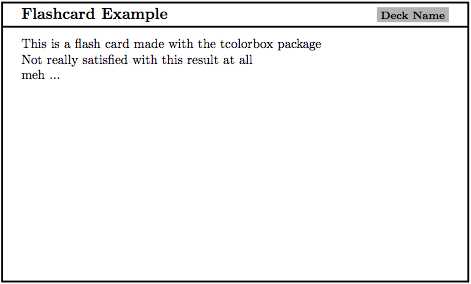 Flashcard Example
Deck Name
This is a flash card made with the tcolorbox package
Not really satisfied with this result at all
meh ...